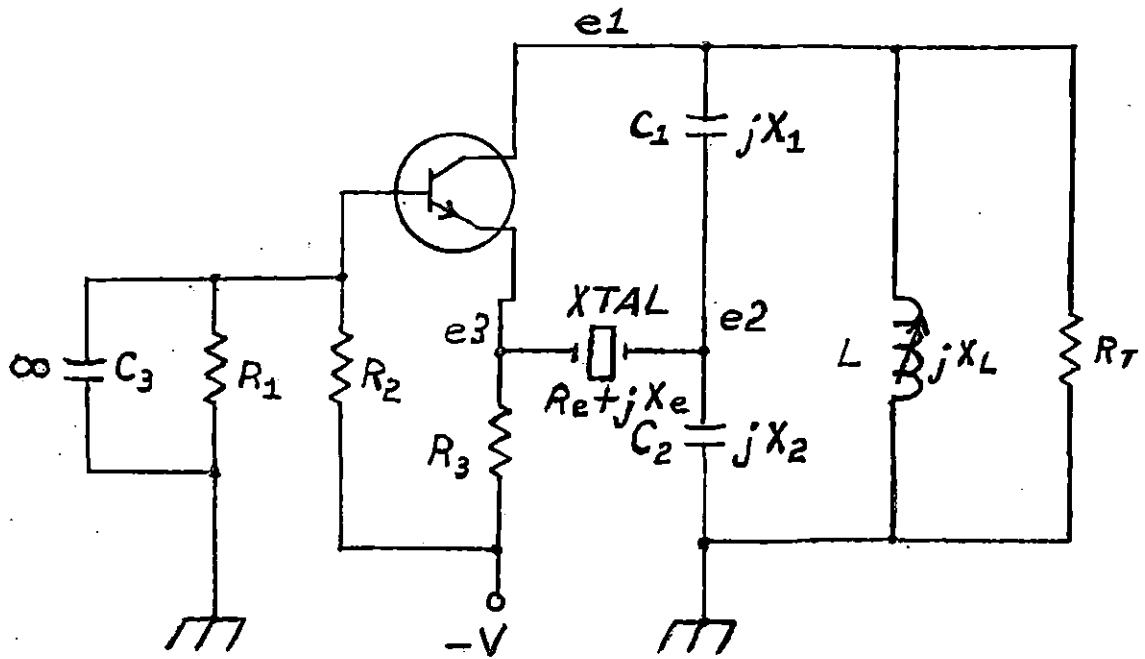 e1
C1 jX1
XTAL
e3
e2
∞ C3 R1 R2
L jXL RT
Re+jXe
R3
C2 jX2
-V